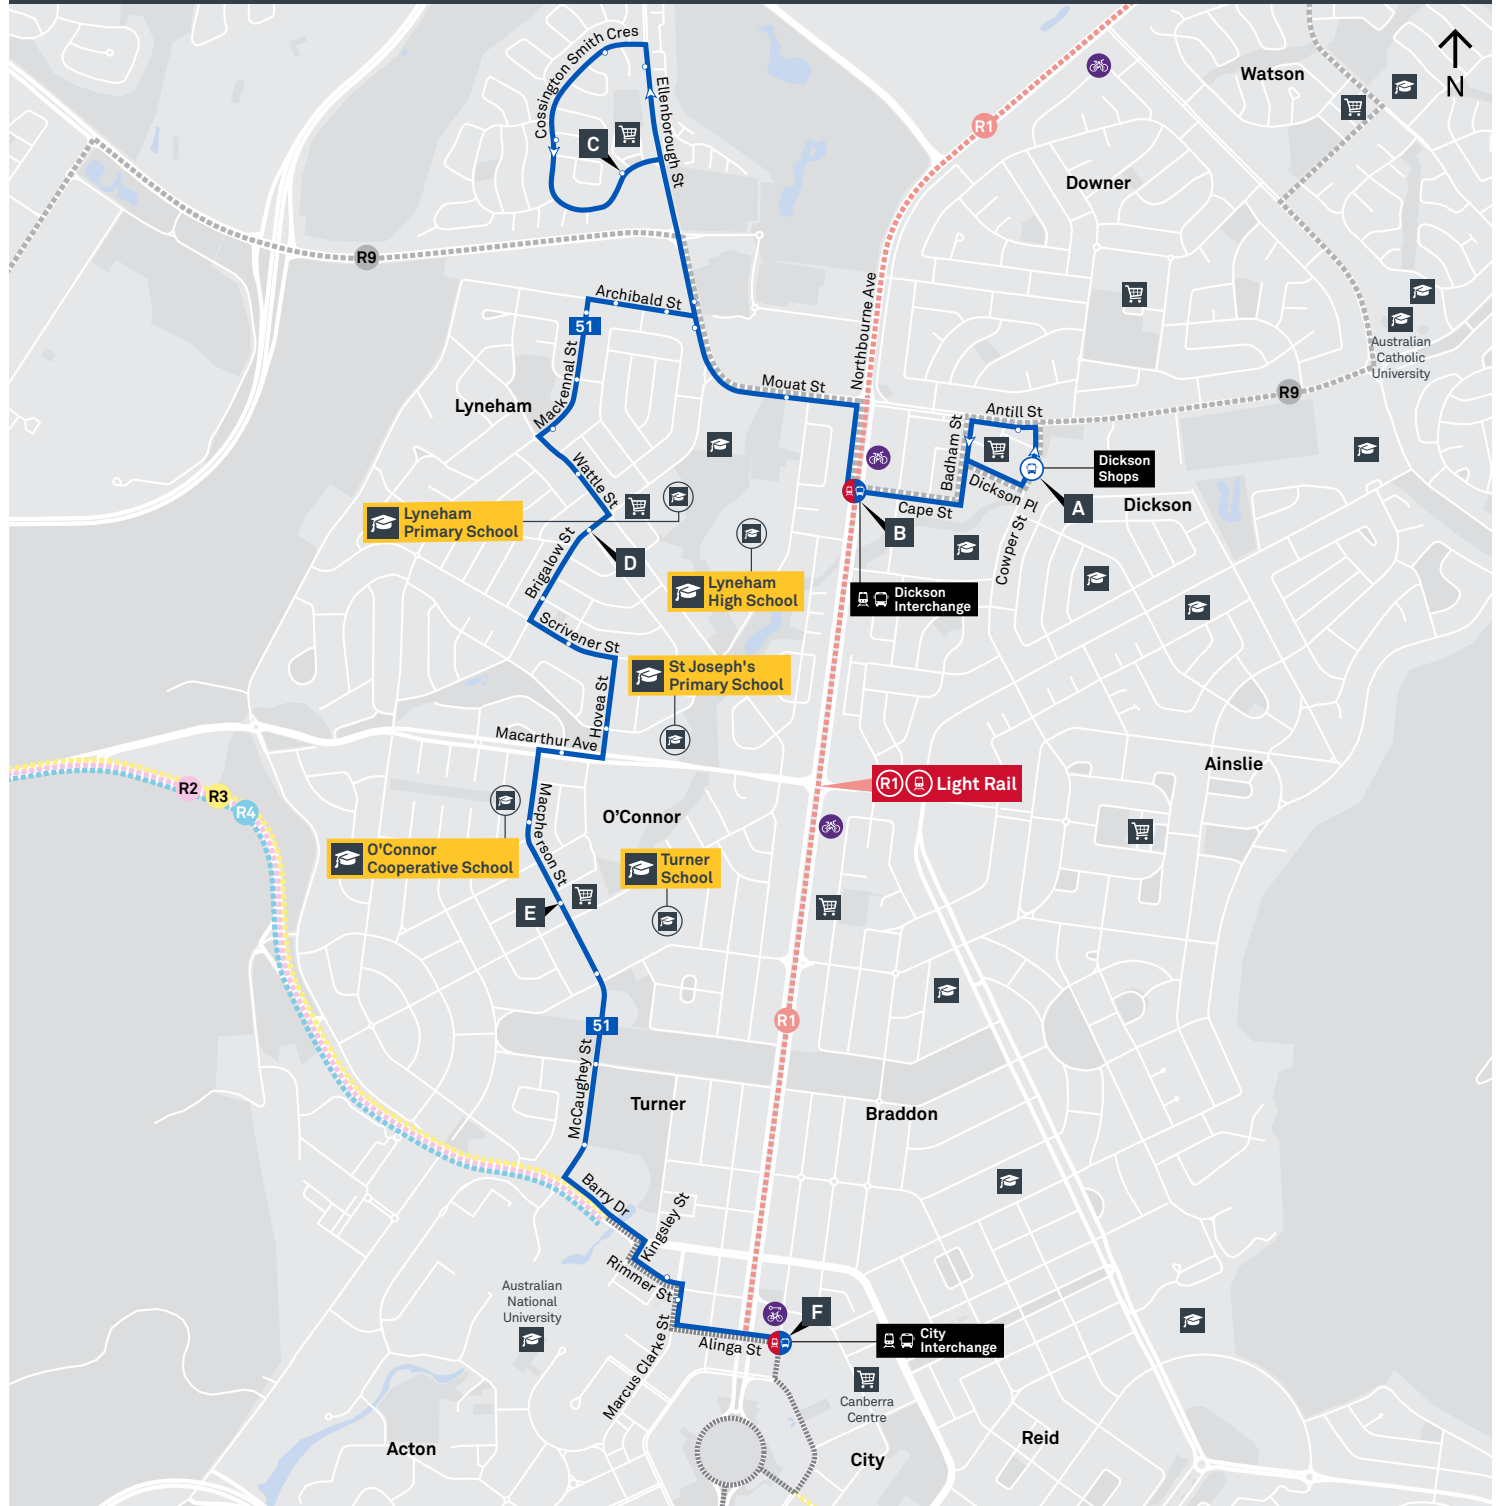 Cossington Smith Cres
Ellenborough St
C
Watson
N
R1
Downer
R9
Archibald St
51
Mackennal St
Northbourne Ave
Mouat St
Lyneham
Australian
Catholic
University
R9
Antill St
Badham St
Dickson Pl
Dickson
Shops
A
Dickson
Cape St
Cowper St
B
Wattle St
Lyneham
Primary School
Brigalow St
D
Lyneham
High School
Dickson
Interchange
Scrivener St
St Joseph's
Primary School
Hovea St
Macarthur Ave
R1
Light Rail
Ainslie
R2
R3
R4
Macpherson St
O'Connor
O'Connor
Cooperative School
Turner
School
E
R1
51
McCaughey St
Turner
Braddon
Barry Dr
Kingsley St
Rimmer St
Australian
National
University
Marcus Clarke St
Alinga St
F
City
Interchange
Canberra
Centre
Acton
City
Reid